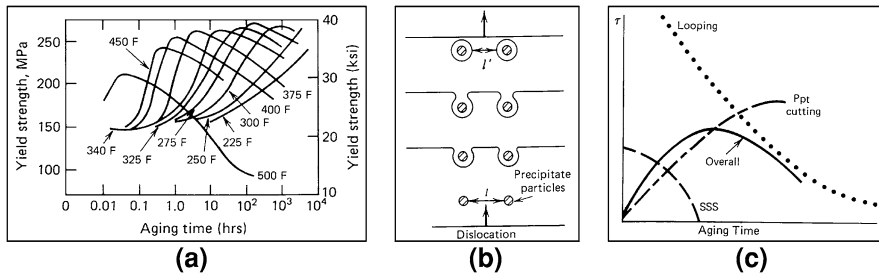 Yield strength, MPa
250
200
150
100
450 F
340 F
325 F
275 F
250 F
225 F
300 F
400 F
375 F
500 F
40
30
20
10
Yield strength (ksi)
0 0.01 0.1 1.0 10 10² 10³ 10⁴
Aging time (hrs)
(a)
l'
Precipitate
particles
l
Dislocation
(b)
τ
Looping
Ppt
cutting
Overall
SSS
Aging Time
(c)